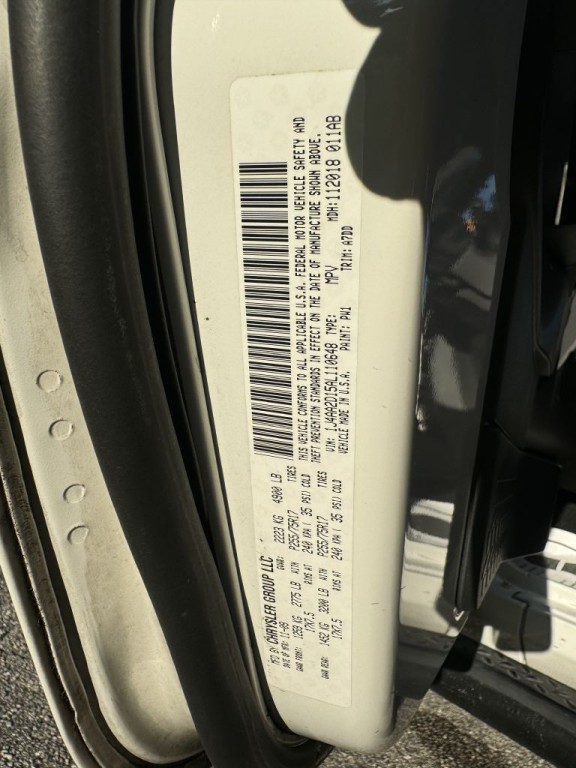 MFD BY CHRYSLER GROUP LLC
DATE OF MFR: 11-09 GVWR: 2223 KG 4900 LB
GAWR FRONT: 1259 KG 2775 LB WITH P255/75R17 TIRES
17X7.5 RIMS AT 240 KPA ( 35 PSI) COLD
GAWR REAR: 1452 KG 3200 LB WITH P255/75R17 TIRES
17X7.5 RIMS AT 240 KPA ( 35 PSI) COLD
THIS VEHICLE CONFORMS TO ALL APPLICABLE U.S.A. FEDERAL MOTOR VEHICLE SAFETY AND
THEFT PREVENTION STANDARDS IN EFFECT ON THE DATE OF MANUFACTURE SHOWN ABOVE.
VIN: 1J4AA2D15AL110648 TYPE: MPV MDH: 112018 011AB
VEHICLE MADE IN U.S.A. PAINT: PW1 TRIM: A7DD